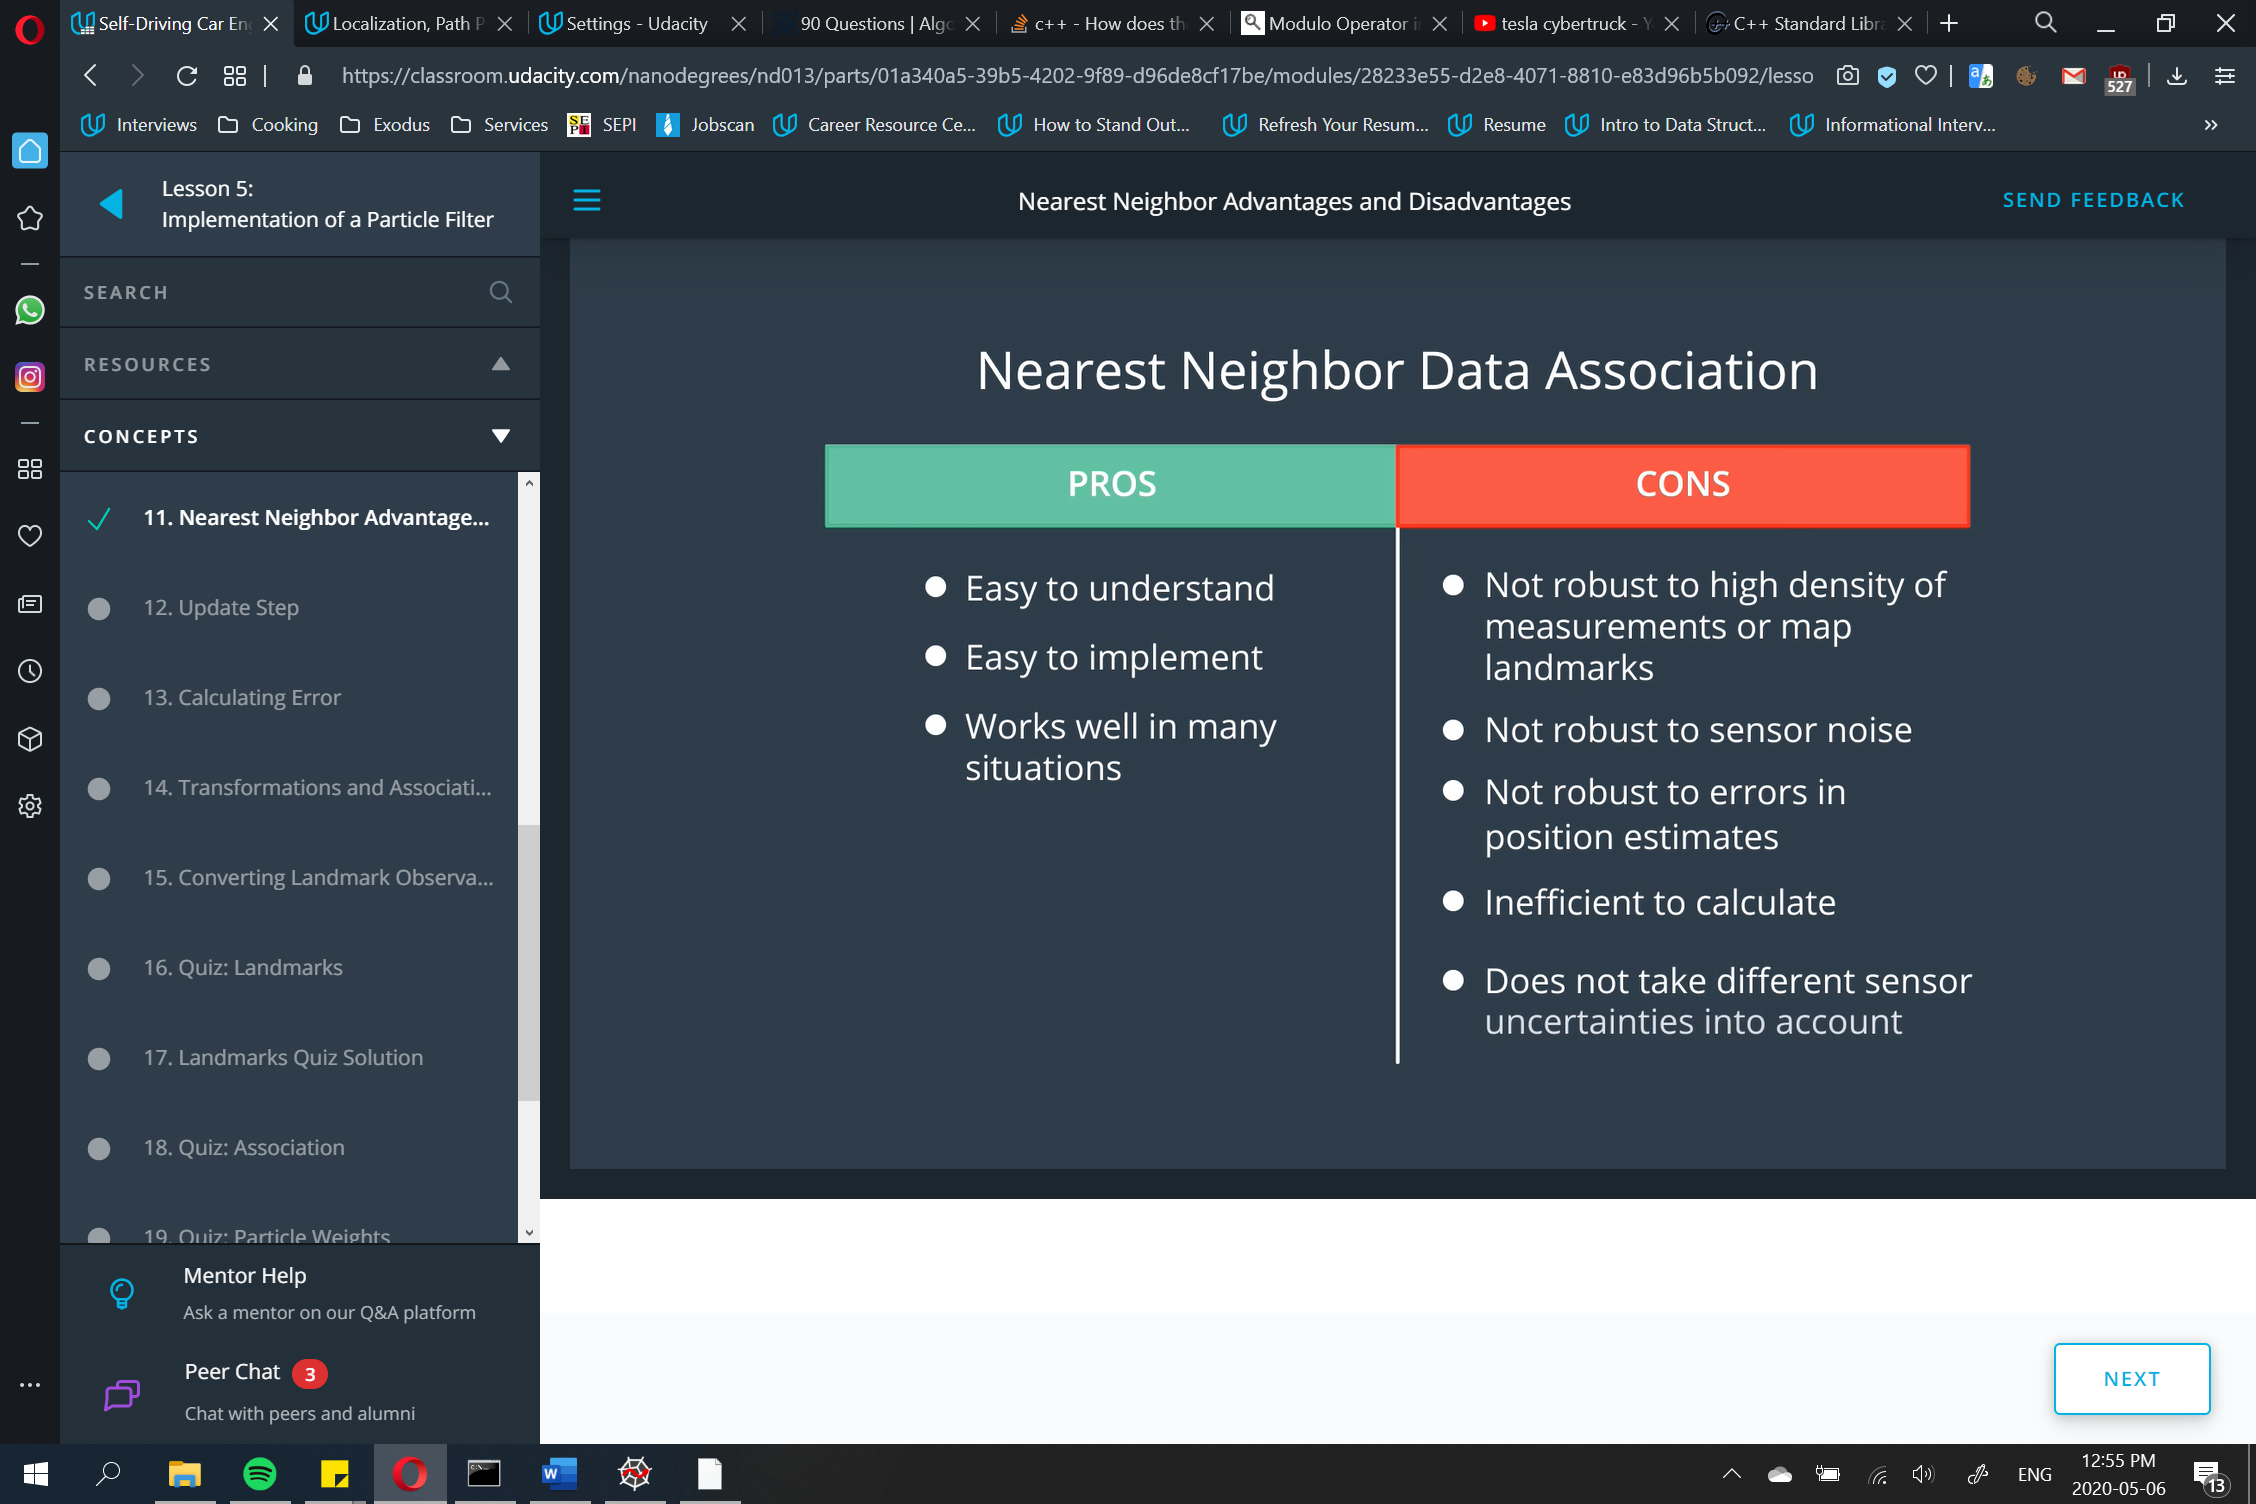 Self-Driving Car En
Localization, Path P
Settings - Udacity
90 Questions | Algo
c++ - How does th
Modulo Operator i
tesla cybertruck - Y
C++ Standard Libra
https://classroom.udacity.com/nanodegrees/nd013/parts/01a340a5-39b5-4202-9f89-d96de8cf17be/modules/28233e55-d2e8-4071-8810-e83d96b5b092/lesso
527
Interviews
Cooking
Exodus
Services
SEPI
Jobscan
Career Resource Ce...
How to Stand Out...
Refresh Your Resum...
Resume
Intro to Data Struct...
Informational Interv...
Lesson 5:
Implementation of a Particle Filter
Nearest Neighbor Advantages and Disadvantages
SEND FEEDBACK
SEARCH
RESOURCES
CONCEPTS
11. Nearest Neighbor Advantage...
12. Update Step
13. Calculating Error
14. Transformations and Associati...
15. Converting Landmark Observa...
16. Quiz: Landmarks
17. Landmarks Quiz Solution
18. Quiz: Association
19. Quiz: Particle Weights
Mentor Help
Ask a mentor on our Q&A platform
Peer Chat 3
Chat with peers and alumni
Nearest Neighbor Data Association
PROS
Easy to understand
Easy to implement
Works well in many
situations
CONS
Not robust to high density of
measurements or map
landmarks
Not robust to sensor noise
Not robust to errors in
position estimates
Inefficient to calculate
Does not take different sensor
uncertainties into account
NEXT
ENG
12:55 PM
2020-05-06
13